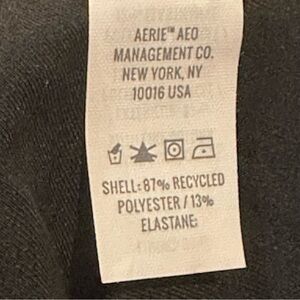 AERIE™ AEO
MANAGEMENT CO.
NEW YORK, NY
10016 USA
SHELL: 87% RECYCLED
POLYESTER / 13%
ELASTANE